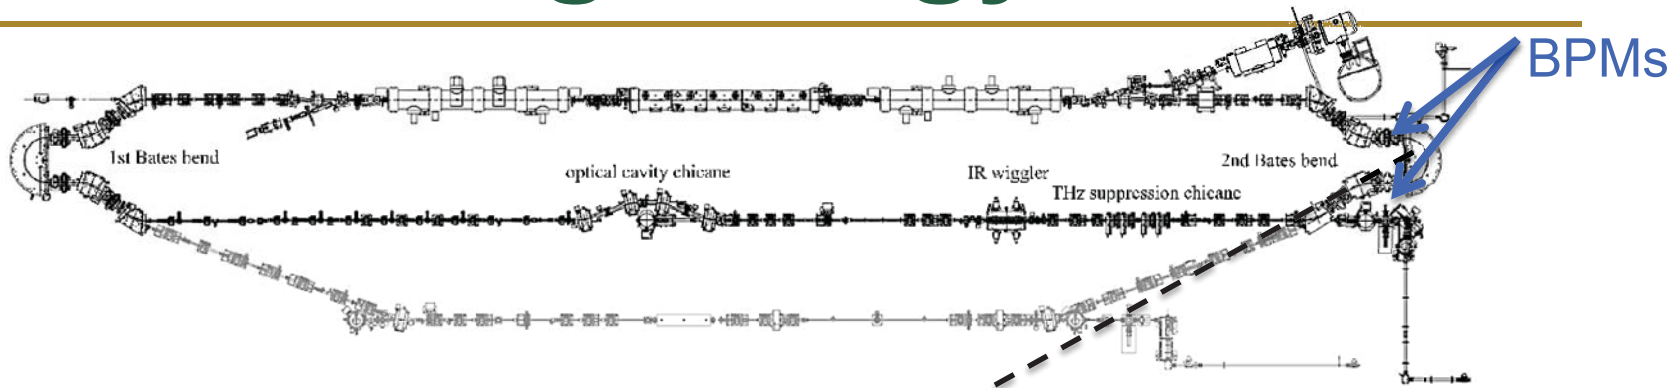 BPMs
1st Bates bend
optical cavity chicane
IR wiggler
2nd Bates bend
THz suppression chicane